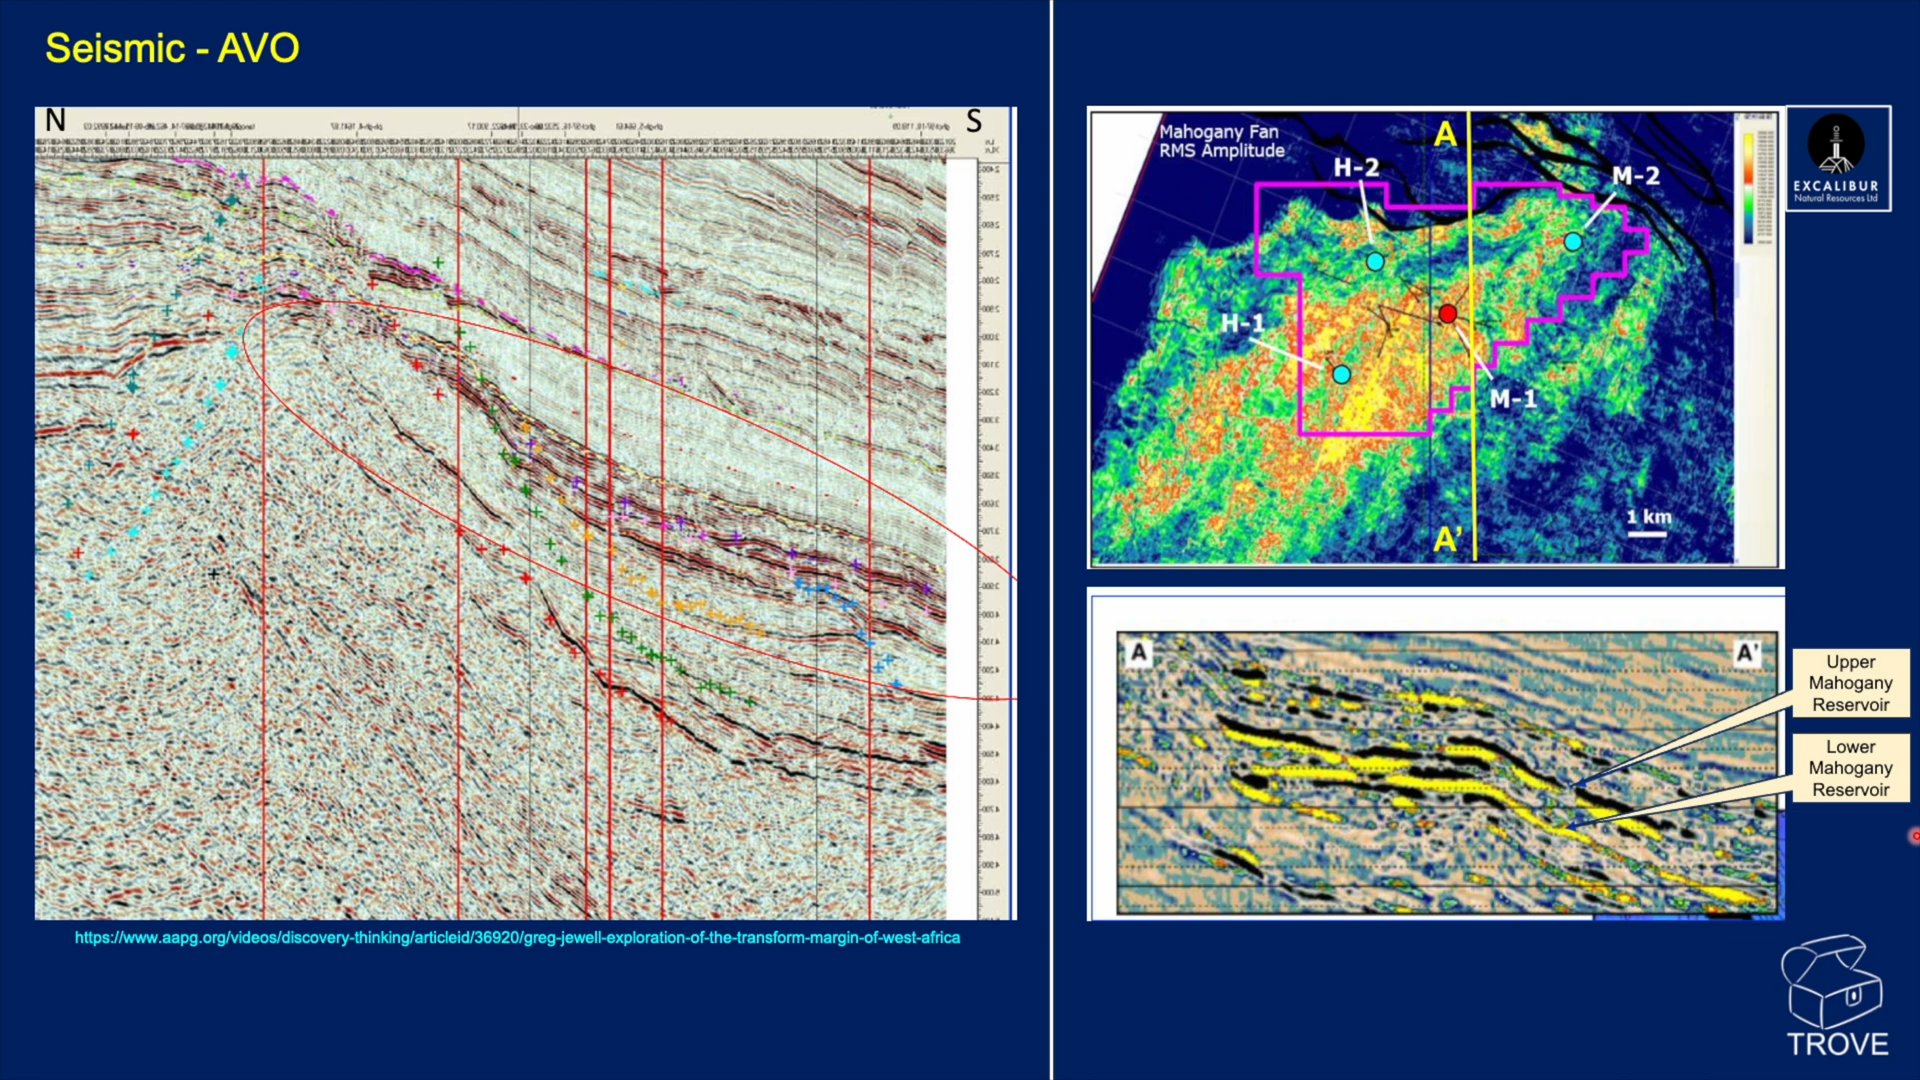 Seismic - AVO
N
S
https://www.aapg.org/videos/discovery-thinking/articleid/36920/greg-jewell-exploration-of-the-transform-margin-of-west-africa
Mahogany Fan
RMS Amplitude
A
H-2
M-2
H-1
M-1
A'
1 km
EXCALIBUR
Natural Resources Ltd
A
A'
Upper
Mahogany
Reservoir
Lower
Mahogany
Reservoir
TROVE